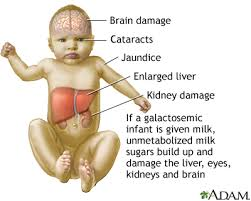 Brain damage
Cataracts
Jaundice
Enlarged liver
Kidney damage
If a galactosemic
infant is given milk,
unmetabolized milk
sugars build up and
damage the liver, eyes,
kidneys and brain
ADAM.